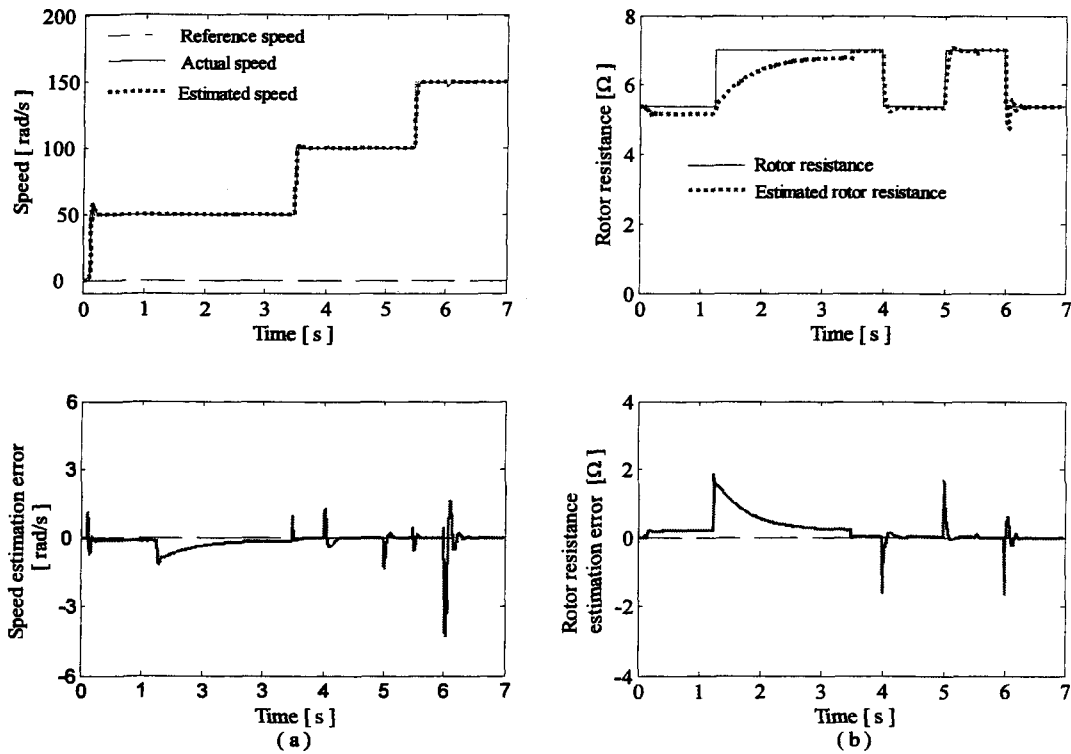 200
150
100
50
0
Speed [ rad/s ]
Reference speed
Actual speed
Estimated speed
0 1 2 3 4 5 6 7
Time [ s ]
8
6
4
2
0
Rotor resistance [Ω]
Rotor resistance
Estimated rotor resistance
0 1 2 3 4 5 6 7
Time [ s ]
6
3
0
-3
-6
Speed estimation error
[ rad/s ]
0 1 2 3 4 5 6 7
Time [ s ]
( a )
4
2
0
-2
-4
Rotor resistance
estimation error [Ω]
0 1 2 3 4 5 6 7
Time [ s ]
( b )